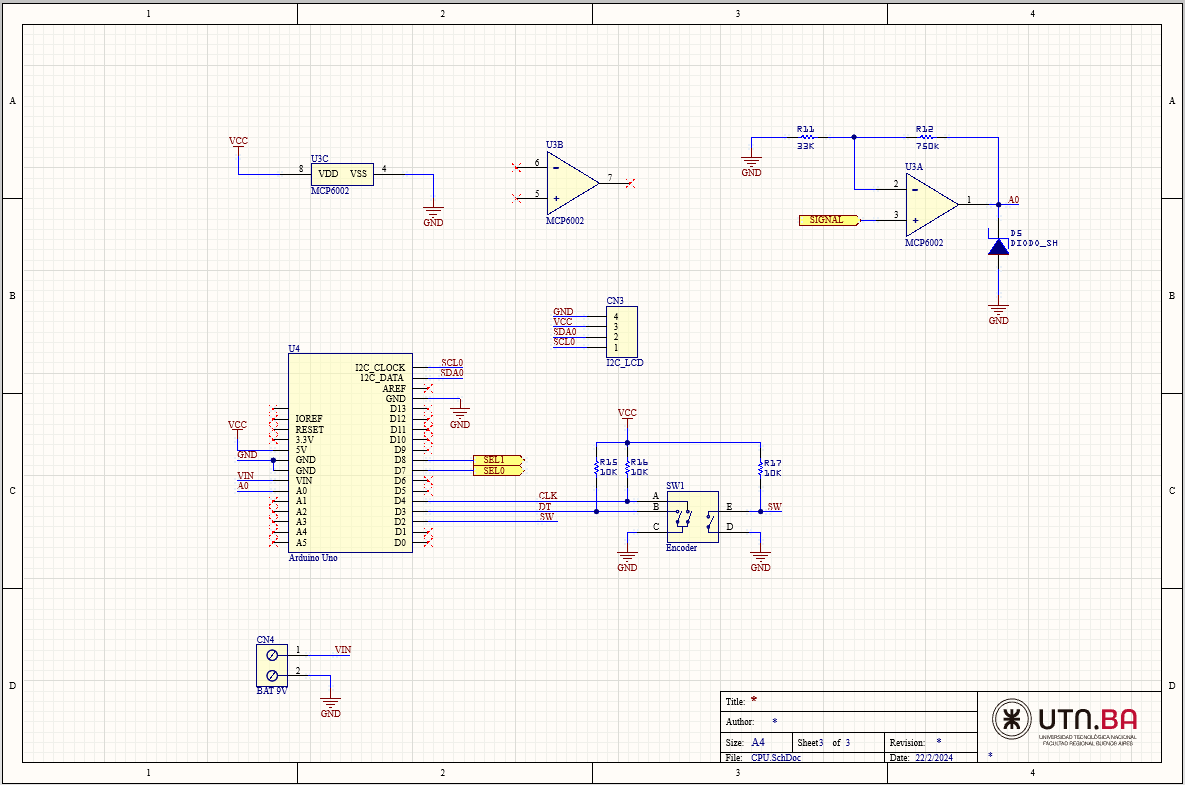 1 2 3 4
A A
VCC
U3C
8 VDD VSS 4
MCP6002
GND
U3B
6
7
5
MCP6002
R11 R12
33K 750k
GND
U3A
2
1 A0
SIGNAL 3
MCP6002
D5
DIODO_SH
GND
B B
CN3
GND 4
VCC 3
SDA0 2
SCL0 1
I2C_LCD
U4
I2C_CLOCK SCL0
I2C_DATA SDA0
AREF
GND
D13
IOREF D12
RESET D11
3.3V D10
5V D9
GND D8 SEL1
GND D7 SEL0
VIN D6
A0 D5
A1 D4 CLK
A2 D3 DT
A3 D2 SW
A4 D1
A5 D0
Arduino Uno
VCC
GND
VIN
A0
GND
VCC
R15 R16 R17
10K 10K 10K
SW1
A
B E SW
C D
Encoder
GND GND
C C
CN4
1 VIN
2
BAT 9V
GND
D D
Title: *
Author: *
Size: A4 Sheet3 of 3 Revision: *
File: CPU.SchDoc Date: 22/2/2024 *
UTN.BA
UNIVERSIDAD TECNOLÓGICA NACIONAL
FACULTAD REGIONAL BUENOS AIRES
1 2 3 4